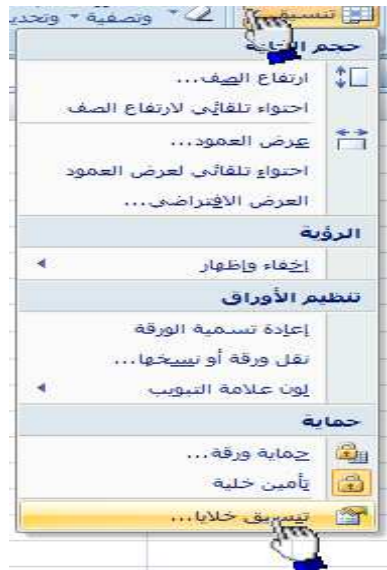 تنسيق
وتصفية
حجم الخلية
ارتفاع الصف...
احتواء تلقائي لارتفاع الصف
عرض العمود...
احتواء تلقائي لعرض العمود
العرض الافتراضي...
الرؤية
إخفاء وإظهار
تنظيم الأوراق
إعادة تسمية الورقة
نقل ورقة أو نسخها...
لون علامة التبويب
حماية
حماية ورقة...
تأمين خلية
تنسيق خلايا...